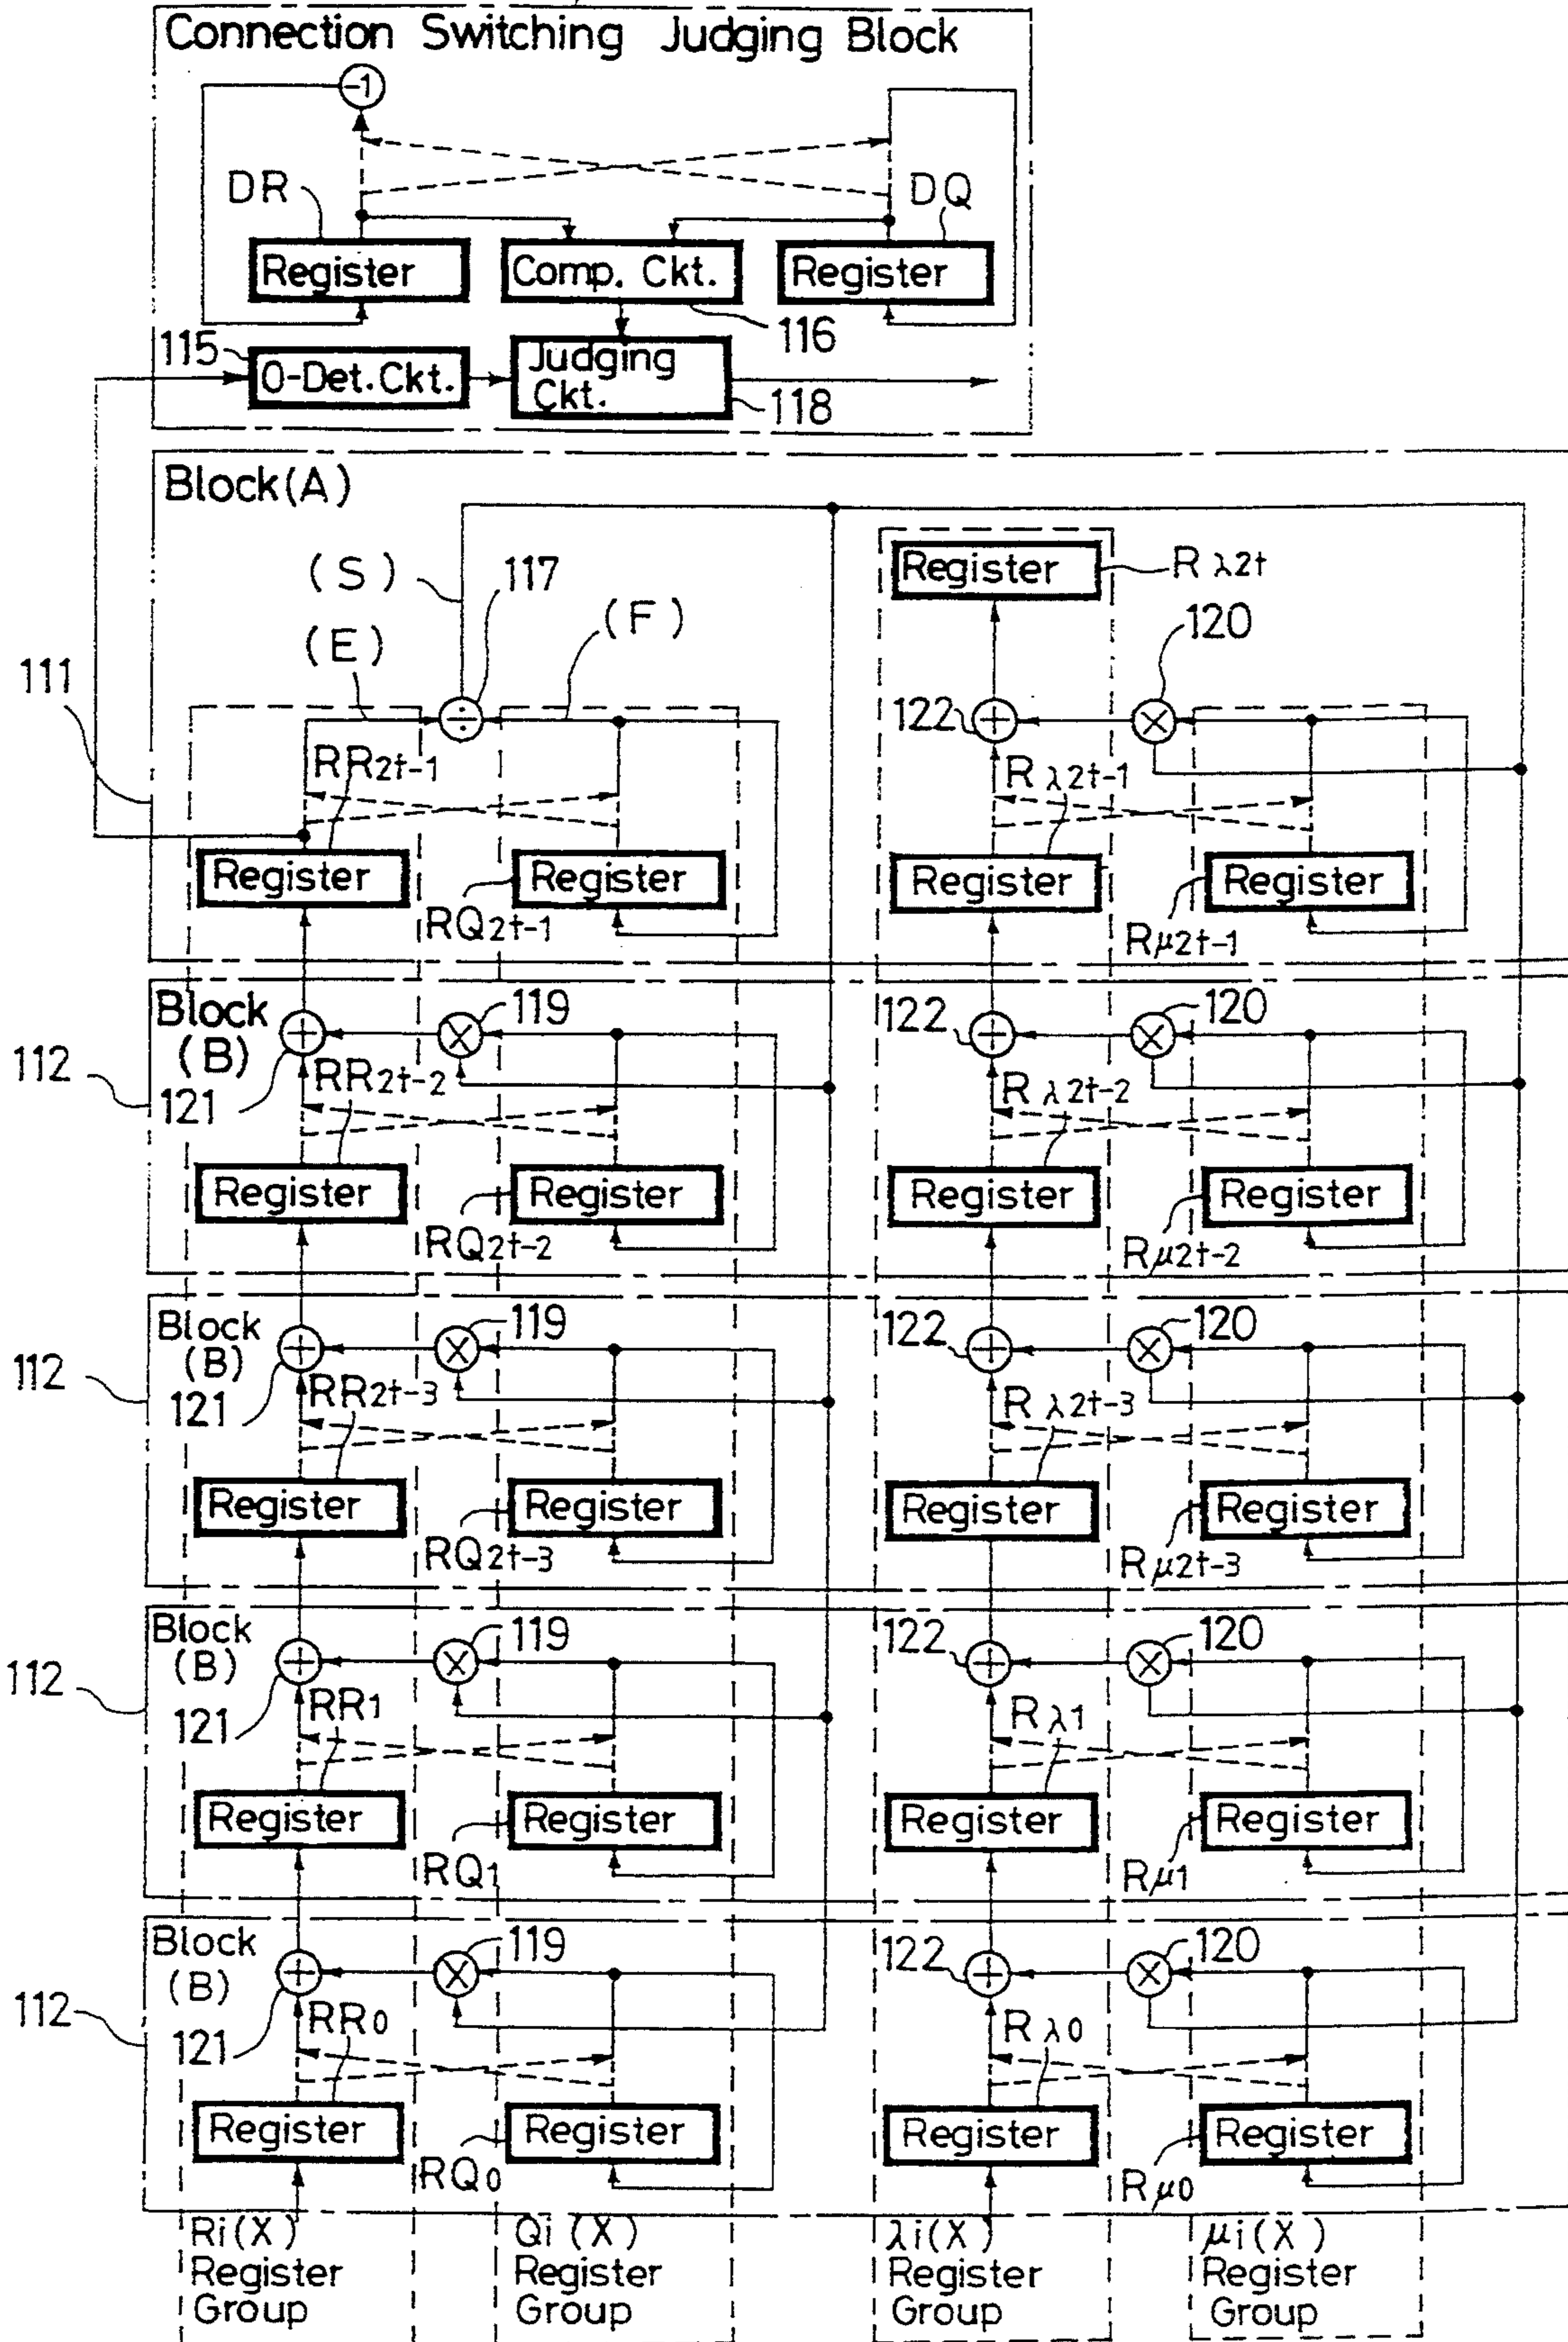 Connection Switching Judging Block
-1
DR
DQ
Register
Comp. Ckt.
Register
116
115
0-Det.Ckt.
Judging
Ckt.
118
Block(A)
(S)
117
Register
Rλ2t
(E)
(F)
120
111
÷
122
+
×
RR2t-1
Rλ2t-1
Register
Register
Register
Register
RQ2t-1
Rμ2t-1
Block
(B)
+
×
119
122
+
×
120
112
121
RR2t-2
Rλ2t-2
Register
Register
Register
Register
RQ2t-2
Rμ2t-2
Block
(B)
+
×
119
122
+
×
120
112
121
RR2t-3
Rλ2t-3
Register
Register
Register
Register
RQ2t-3
Rμ2t-3
Block
(B)
+
×
119
122
+
×
120
112
121
RR1
Rλ1
Register
Register
Register
Register
RQ1
Rμ1
Block
(B)
+
×
119
122
+
×
120
112
121
RR0
Rλ0
Register
Register
Register
Register
RQ0
Rμ0
Ri(X)
Register
Group
Qi(X)
Register
Group
λi(X)
Register
Group
μi(X)
Register
Group